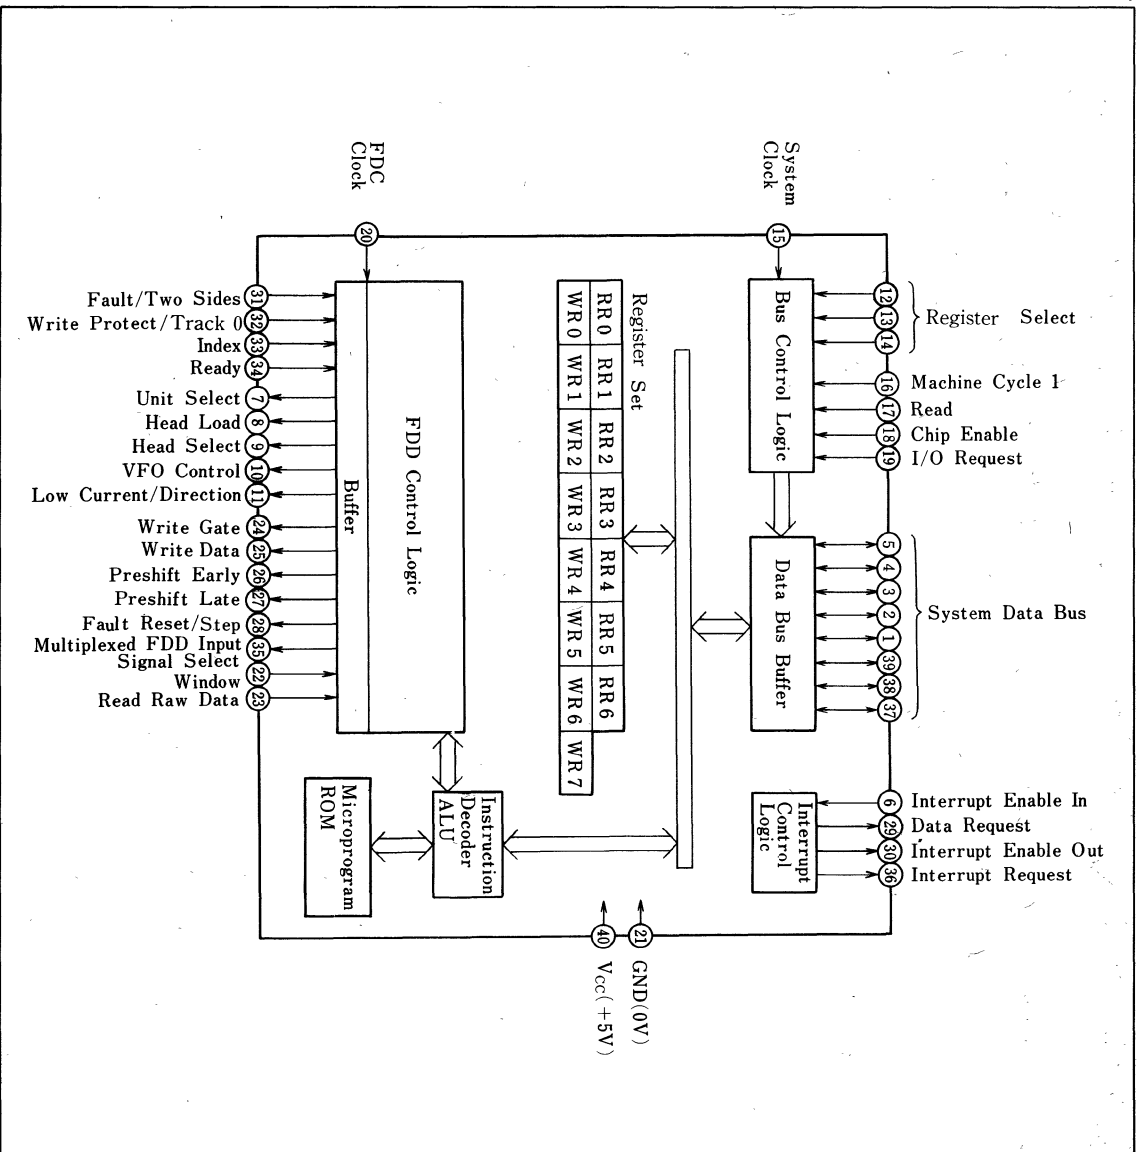 FDC
Clock
System
Clock
20
15
31
Fault/Two Sides
32
Write Protect/Track 0
33
Index
34
Ready
7
Unit Select
8
Head Load
9
Head Select
10
VFO Control
11
Low Current/Direction
24
Write Gate
25
Write Data
26
Preshift Early
27
Preshift Late
28
Fault Reset/Step
35
Multiplexed FDD Input
Signal Select
22
Window
23
Read Raw Data
Buffer
FDD Control Logic
Register Set
RR0 RR1 RR2 RR3 RR4 RR5 RR6
WR0 WR1 WR2 WR3 WR4 WR5 WR6 WR7
Bus Control Logic
12
13
14
Register Select
16
Machine Cycle 1
17
Read
18
Chip Enable
19
I/O Request
Data Bus Buffer
5
4
3
2
1
39
38
37
System Data Bus
Interrupt
Control
Logic
6
Interrupt Enable In
29
Data Request
30
Interrupt Enable Out
36
Interrupt Request
Microprogram
ROM
Instruction
Decoder
ALU
40
VCC(+5V)
21
GND(0V)